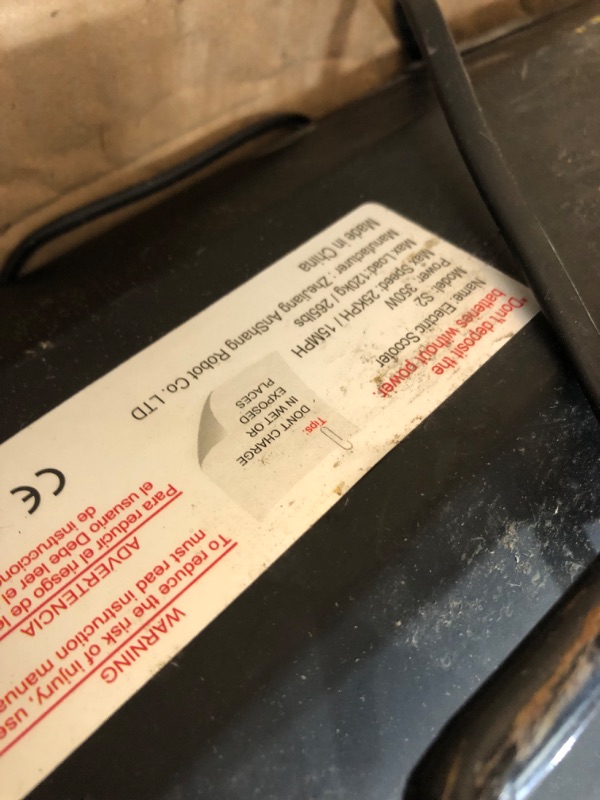 "Don't deposit the
batteries without power.
Name Electric Scooter
Model: S2
Power: 350W
Max Speed: 25KPH / 15MPH
Max Load:120kg / 265lbs
Manufacturer : ZheJiang AnShang Robot Co. LTD
Made in China
Tips:
DON'T CHARGE
IN WET OR
EXPOSED
PLACES
WARNING
To reduce the risk of injury, use
must read instruction manua
ADVERTENCIA
Para reducir el riesgo de
el usuario Debe leer el
de instruccione
CE